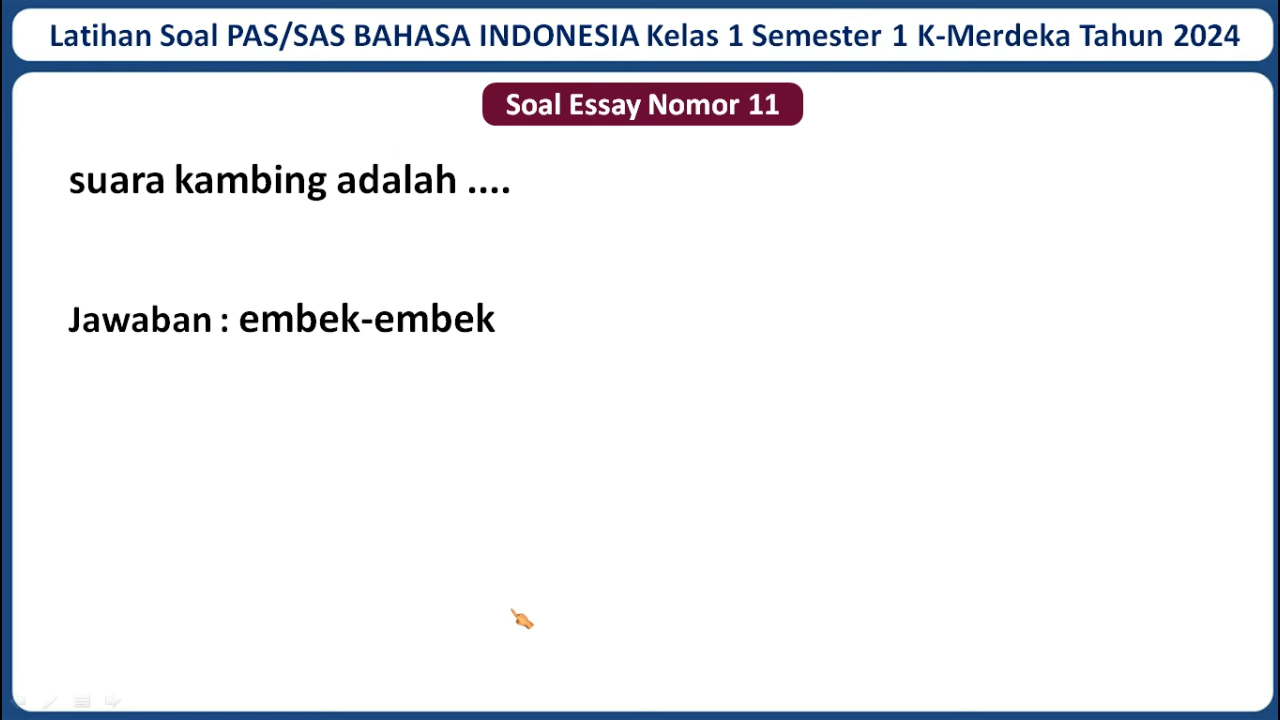 Latihan Soal PAS/SAS BAHASA INDONESIA Kelas 1 Semester 1 K-Merdeka Tahun 2024
Soal Essay Nomor 11
suara kambing adalah ....
Jawaban : embek-embek